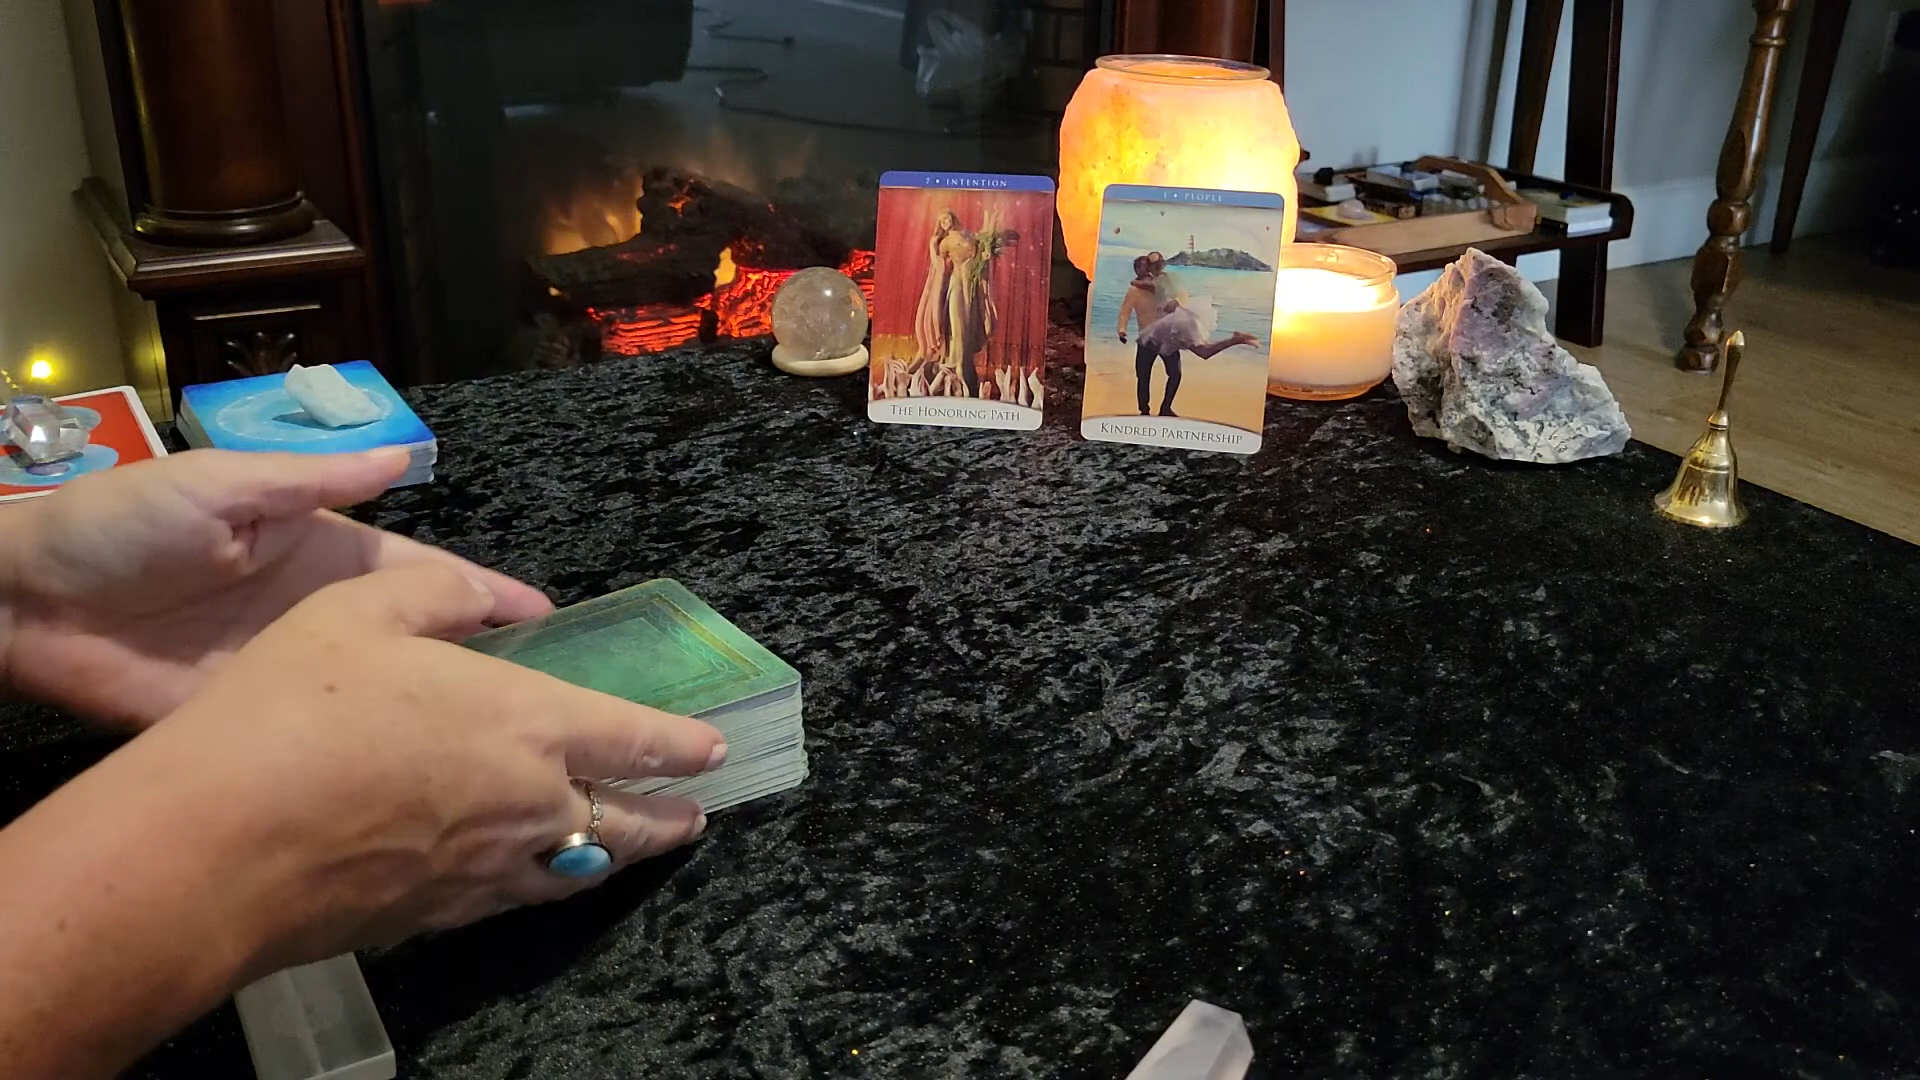 7 • INTENTION
THE HONORING PATH
1 • PEOPLE
KINDRED PARTNERSHIP